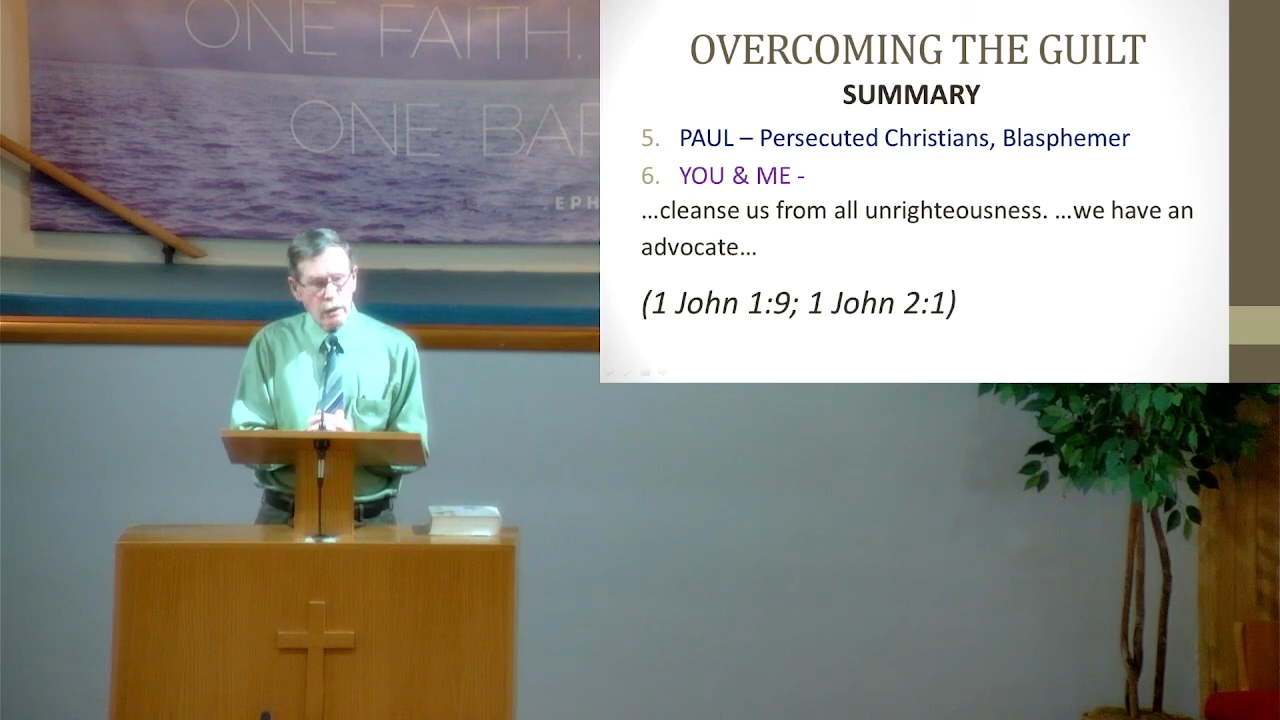 ONE FAITH.
ONE BAP
EPH
OVERCOMING THE GUILT
SUMMARY
5. PAUL – Persecuted Christians, Blasphemer
6. YOU & ME -
…cleanse us from all unrighteousness. …we have an
advocate…
(1 John 1:9; 1 John 2:1)